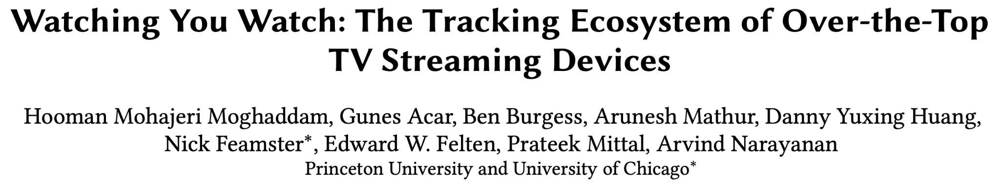 Watching You Watch: The Tracking Ecosystem of Over-the-Top
TV Streaming Devices
Hooman Mohajeri Moghaddam, Gunes Acar, Ben Burgess, Arunesh Mathur, Danny Yuxing Huang,
Nick Feamster*, Edward W. Felten, Prateek Mittal, Arvind Narayanan
Princeton University and University of Chicago*